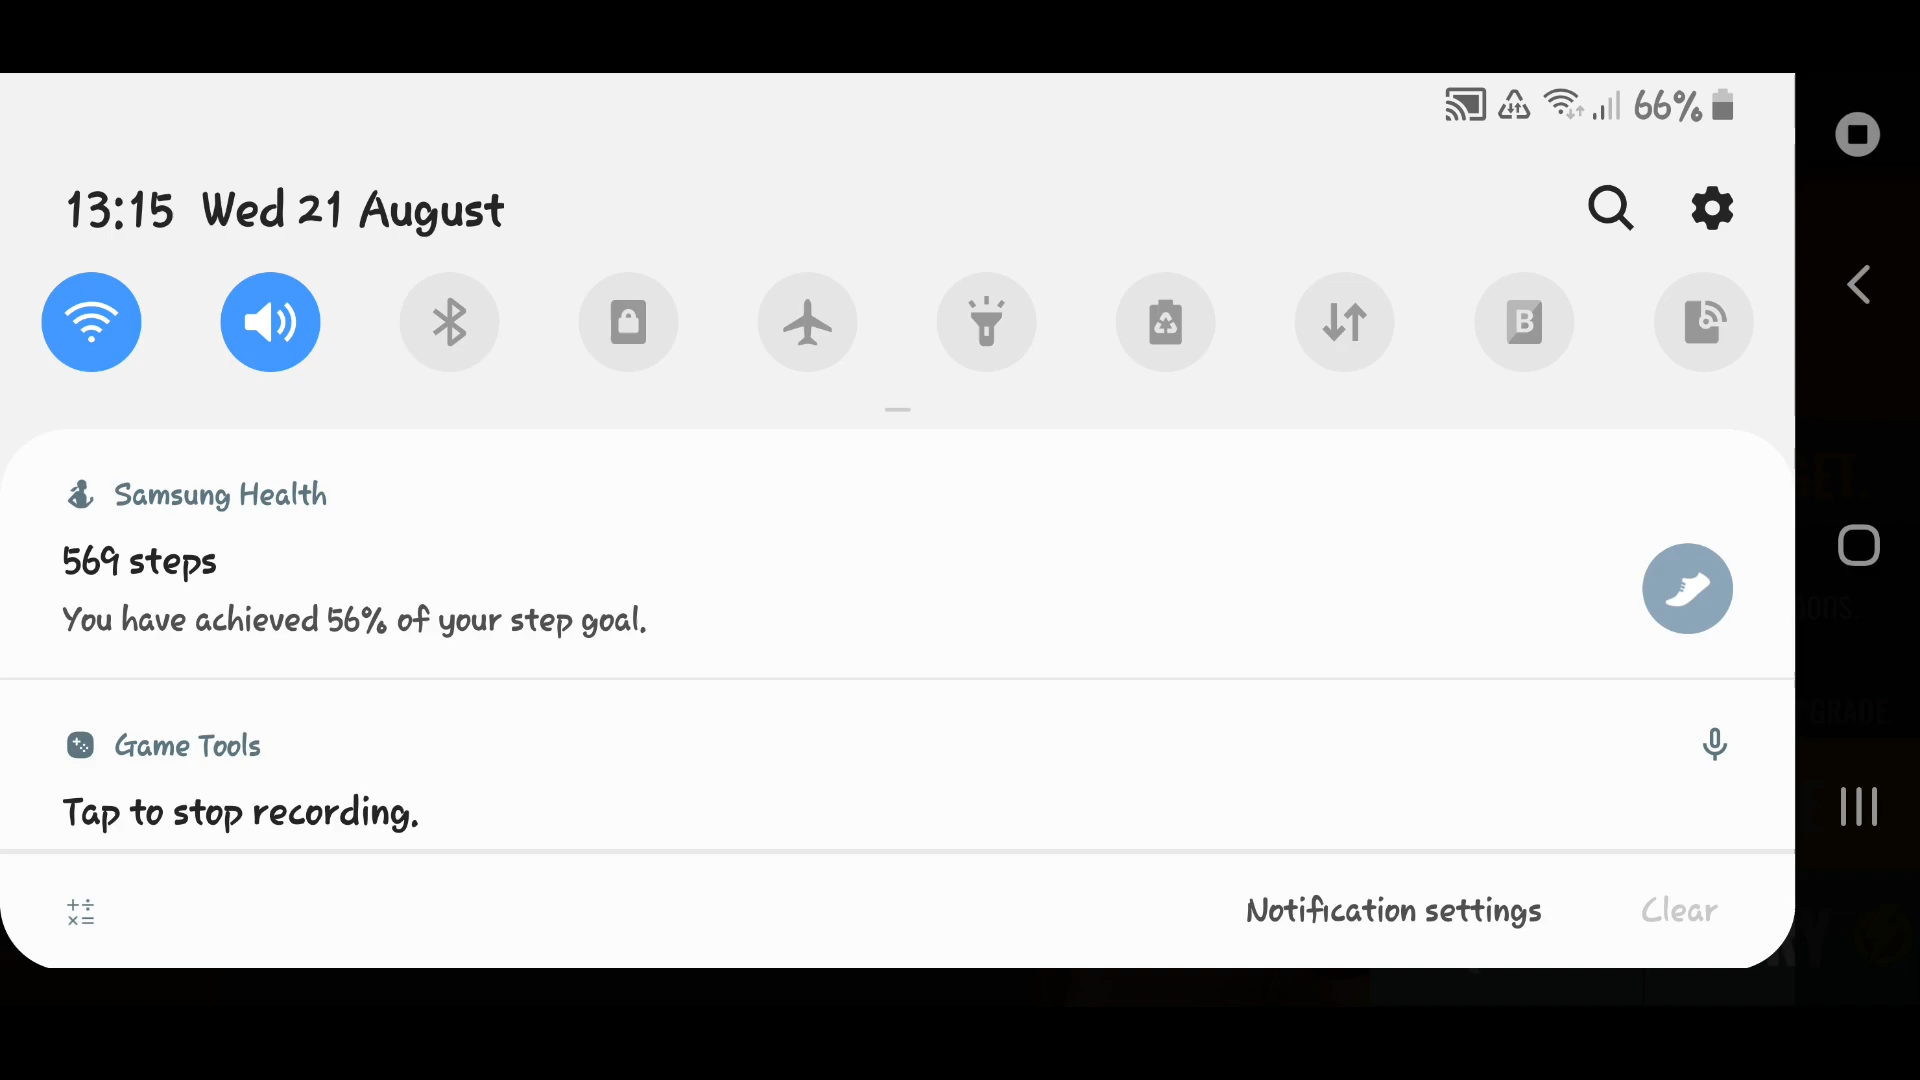 66%
13:15 Wed 21 August
B
Samsung Health
569 steps
You have achieved 56% of your step goal.
Game Tools
Tap to stop recording.
Notification settings Clear